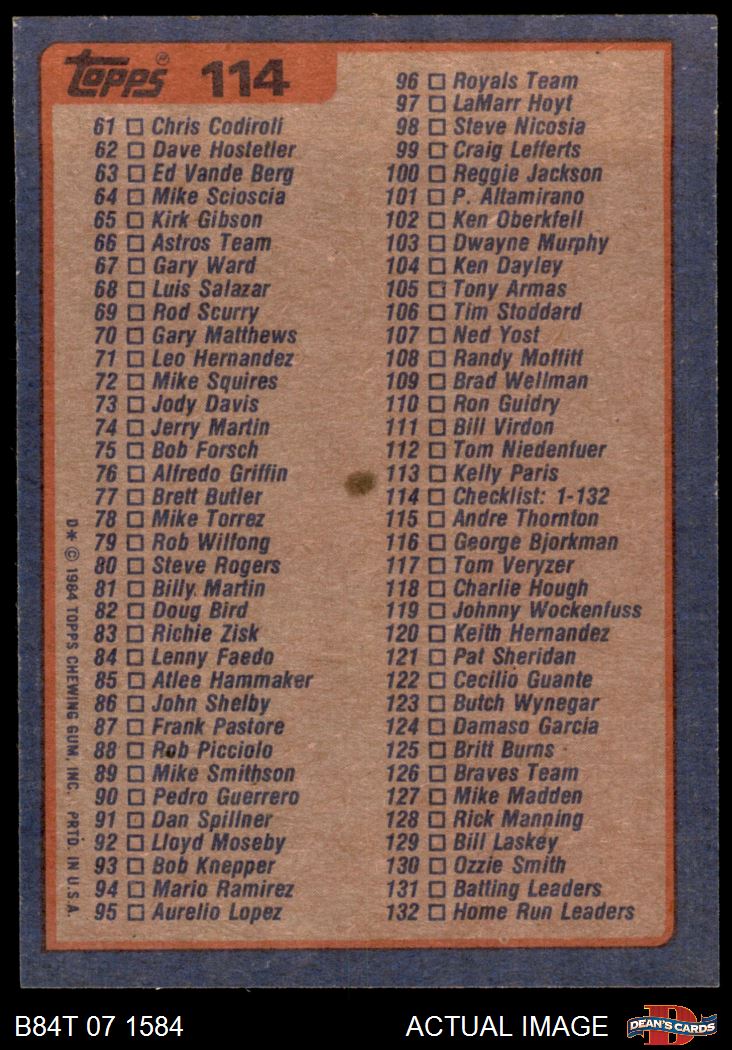 Topps 114
61 Chris Codiroli
62 Dave Hostetler
63 Ed Vande Berg
64 Mike Scioscia
65 Kirk Gibson
66 Astros Team
67 Gary Ward
68 Luis Salazar
69 Rod Scurry
70 Gary Matthews
71 Leo Hernandez
72 Mike Squires
73 Jody Davis
74 Jerry Martin
75 Bob Forsch
76 Alfredo Griffin
77 Brett Butler
78 Mike Torrez
79 Rob Wilfong
80 Steve Rogers
81 Billy Martin
82 Doug Bird
83 Richie Zisk
84 Lenny Faedo
85 Atlee Hammaker
86 John Shelby
87 Frank Pastore
88 Rob Picciolo
89 Mike Smithson
90 Pedro Guerrero
91 Dan Spillner
92 Lloyd Moseby
93 Bob Knepper
94 Mario Ramirez
95 Aurelio Lopez
96 Royals Team
97 LaMarr Hoyt
98 Steve Nicosia
99 Craig Lefferts
100 Reggie Jackson
101 P. Altamirano
102 Ken Oberkfell
103 Dwayne Murphy
104 Ken Dayley
105 Tony Armas
106 Tim Stoddard
107 Ned Yost
108 Randy Moffitt
109 Brad Wellman
110 Ron Guidry
111 Bill Virdon
112 Tom Niedenfuer
113 Kelly Paris
114 Checklist: 1-132
115 Andre Thornton
116 George Bjorkman
117 Tom Veryzer
118 Charlie Hough
119 Johnny Wockenfuss
120 Keith Hernandez
121 Pat Sheridan
122 Cecilio Guante
123 Butch Wynegar
124 Damaso Garcia
125 Britt Burns
126 Braves Team
127 Mike Madden
128 Rick Manning
129 Bill Laskey
130 Ozzie Smith
131 Batting Leaders
132 Home Run Leaders
D* © 1984 TOPPS CHEWING GUM, INC. PRTD. IN U.S.A.
B84T 07 1584 ACTUAL IMAGE DEAN'S CARDS